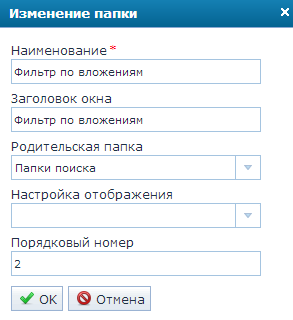 Изменение папки
Наименование*
Фильтр по вложениям
Заголовок окна
Фильтр по вложениям
Родительская папка
Папки поиска
Настройка отображения
Порядковый номер
2
OK Отмена